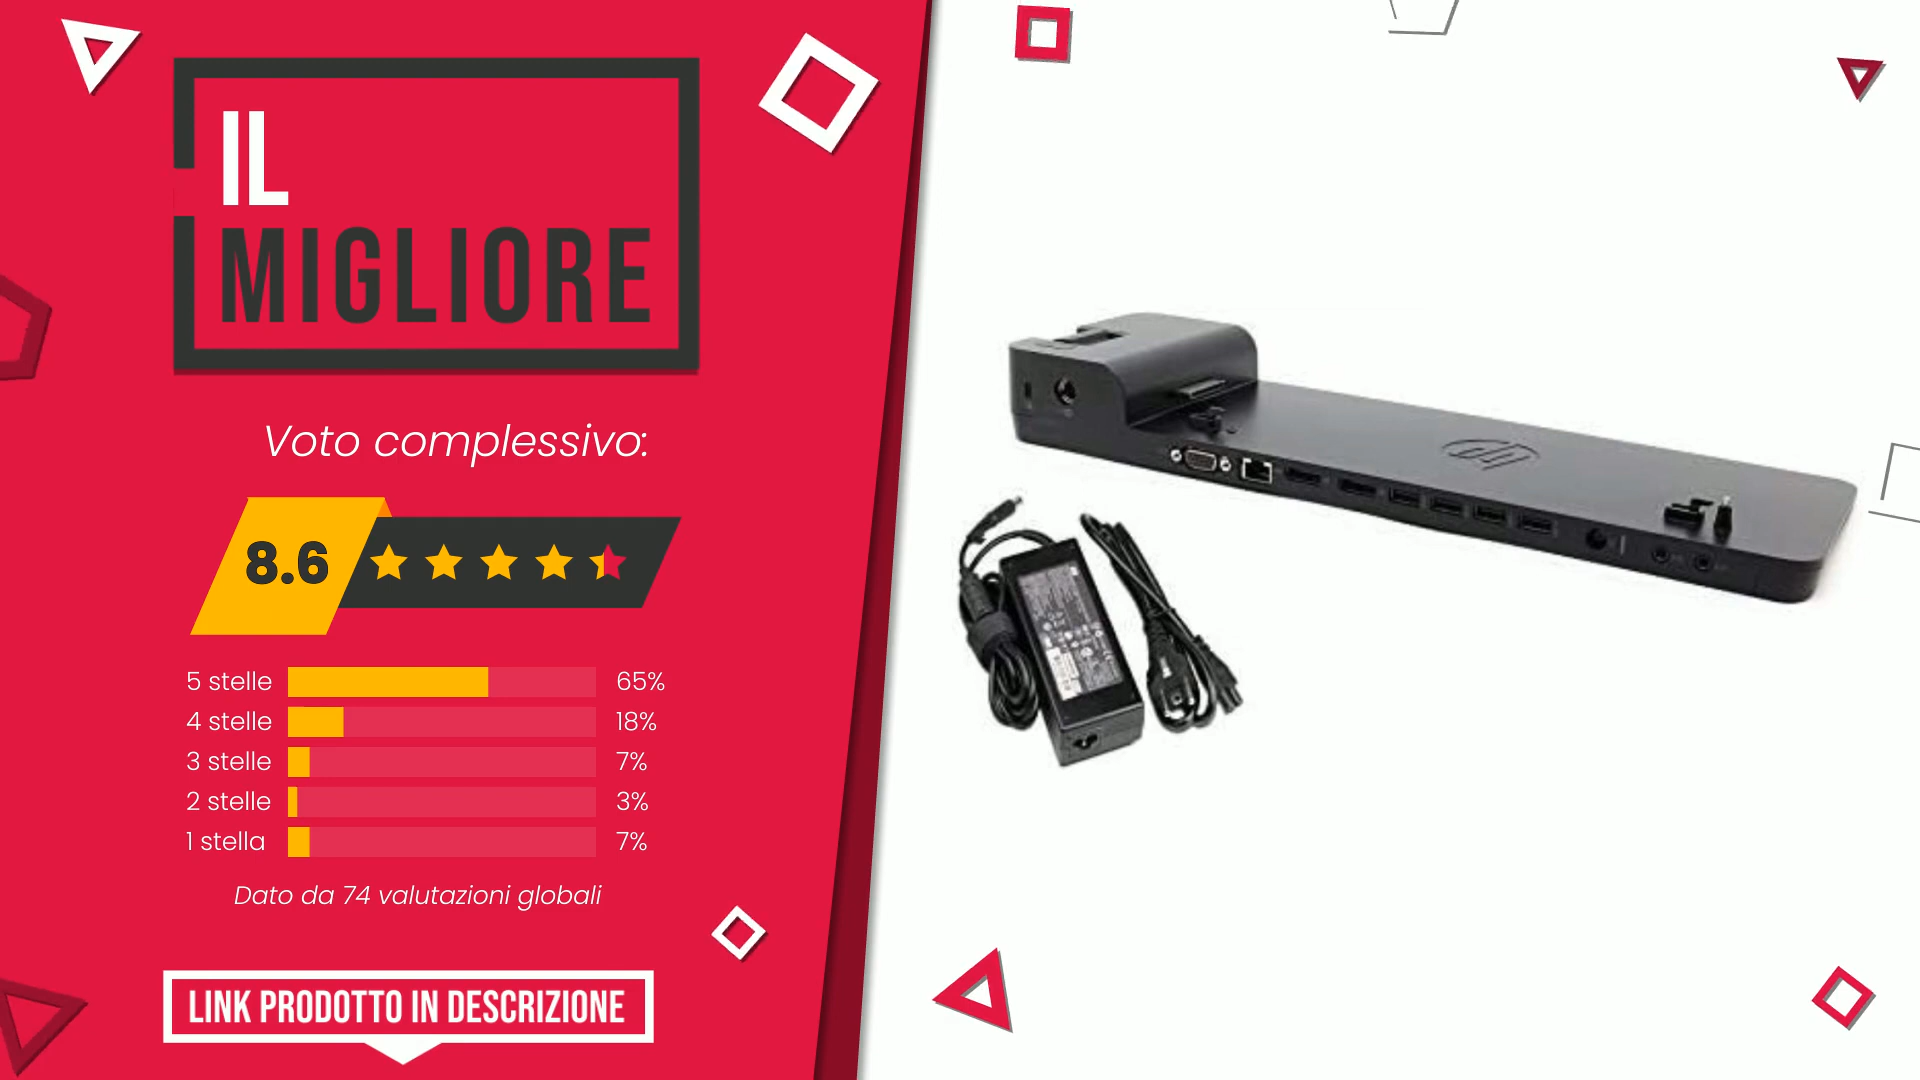 IL
MIGLIORE
Voto complessivo:
8.6
5 stelle 65%
4 stelle 18%
3 stelle 7%
2 stelle 3%
1 stella 7%
Dato da 74 valutazioni globali
LINK PRODOTTO IN DESCRIZIONE
hp